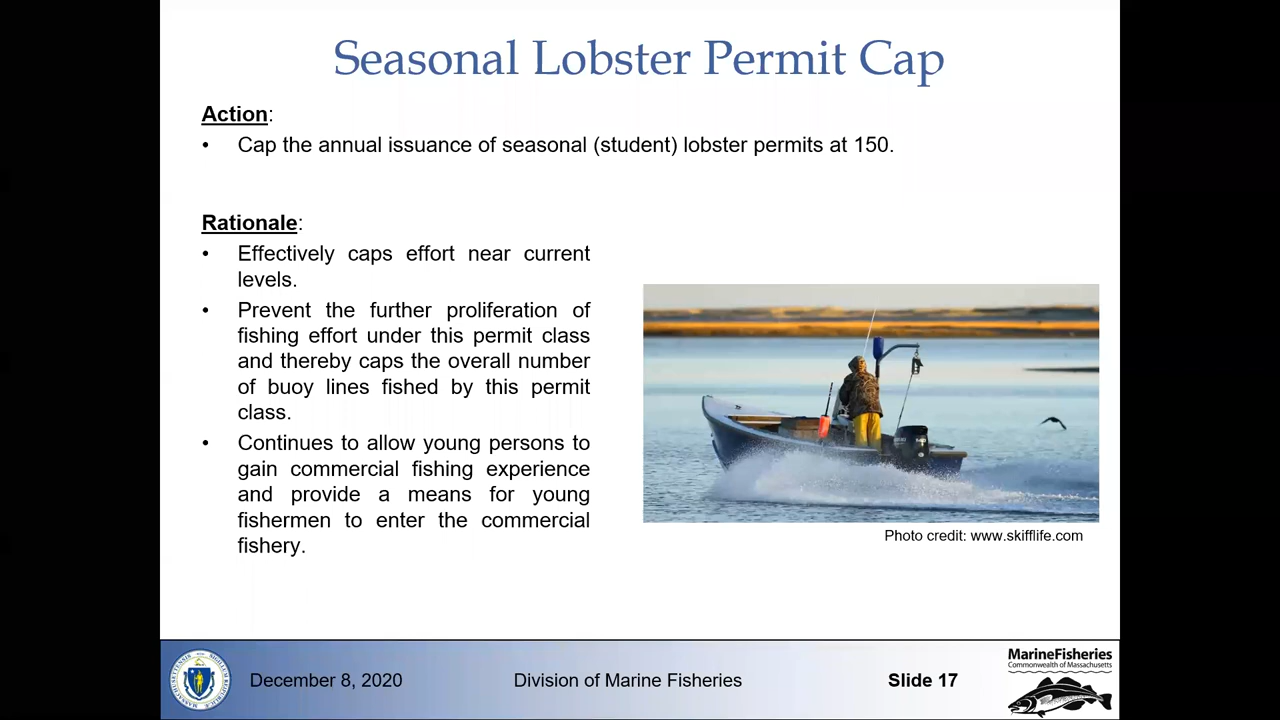 Seasonal Lobster Permit Cap
Action:
• Cap the annual issuance of seasonal (student) lobster permits at 150.
Rationale:
• Effectively caps effort near current
levels.
• Prevent the further proliferation of
fishing effort under this permit class
and thereby caps the overall number
of buoy lines fished by this permit
class.
• Continues to allow young persons to
gain commercial fishing experience
and provide a means for young
fishermen to enter the commercial
fishery.
Photo credit: www.skifflife.com
December 8, 2020
Division of Marine Fisheries
Slide 17
MarineFisheries
Commonwealth of Massachusetts